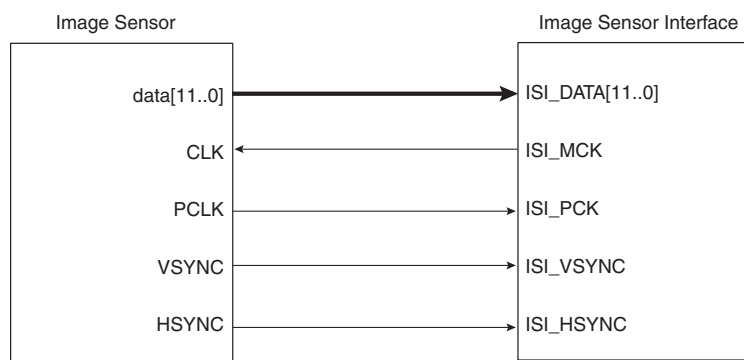 Image Sensor
Image Sensor Interface
data[11..0]
ISI_DATA[11..0]
CLK
ISI_MCK
PCLK
ISI_PCK
VSYNC
ISI_VSYNC
HSYNC
ISI_HSYNC